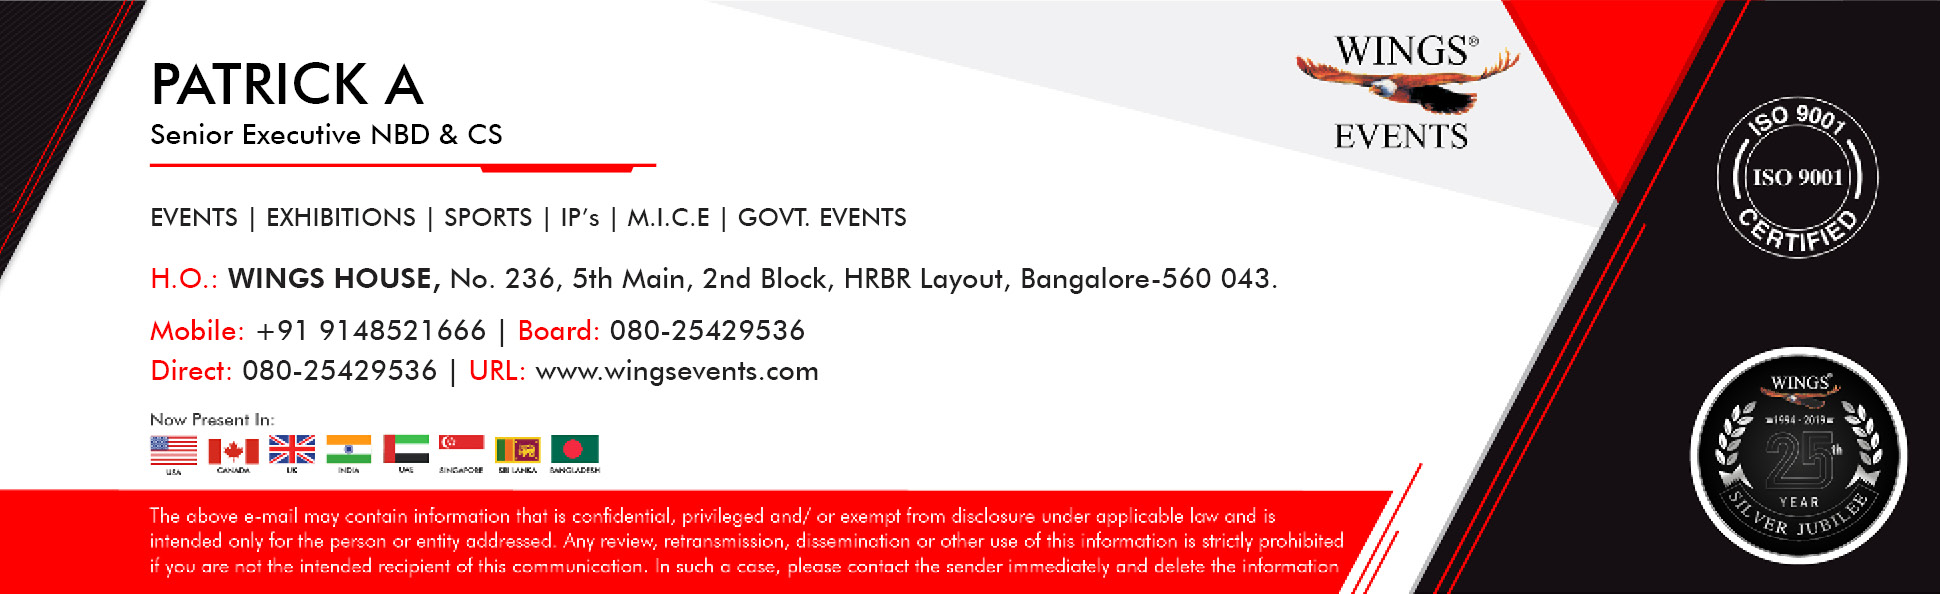 PATRICK A
Senior Executive NBD & CS
EVENTS | EXHIBITIONS | SPORTS | IP's | M.I.C.E | GOVT. EVENTS
H.O.: WINGS HOUSE, No. 236, 5th Main, 2nd Block, HRBR Layout, Bangalore-560 043.
Mobile: +91 9148521666 | Board: 080-25429536
Direct: 080-25429536 | URL: www.wingsevents.com
Now Present In:
USA CANADA UK INDIA UAE SINGAPORE SRI LANKA BANGLADESH
The above e-mail may contain information that is confidential, privileged and/ or exempt from disclosure under applicable law and is
intended only for the person or entity addressed. Any review, retransmission, dissemination or other use of this information is strictly prohibited
if you are not the intended recipient of this communication. In such a case, please contact the sender immediately and delete the information
WINGS®
EVENTS
ISO 9001
ISO 9001
CERTIFIED
WINGS®
1994 - 2019
25th
YEAR
SILVER JUBILEE